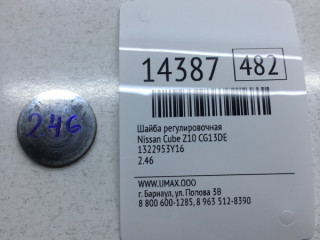 2.46
14387 482
Шайба регулировочная
Nissan Cube Z10 CG13DE
1322953Y16
2.46
WWW.UMAX.OOO
г. Барнаул, ул. Попова 3В
8 800 600-1285, 8 963 512-8390